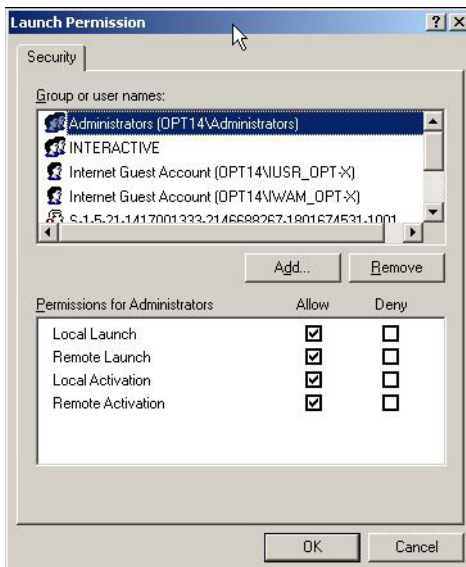 Launch Permission
Security
Group or user names:
Administrators (OPT14\Administrators)
INTERACTIVE
Internet Guest Account (OPT14\IUSR_OPT-X)
Internet Guest Account (OPT14\IWAM_OPT-X)
S-1-5-21-1417001333-2146688267-1801674531-1001
Add... Remove
Permissions for Administrators Allow Deny
Local Launch
Remote Launch
Local Activation
Remote Activation
OK Cancel